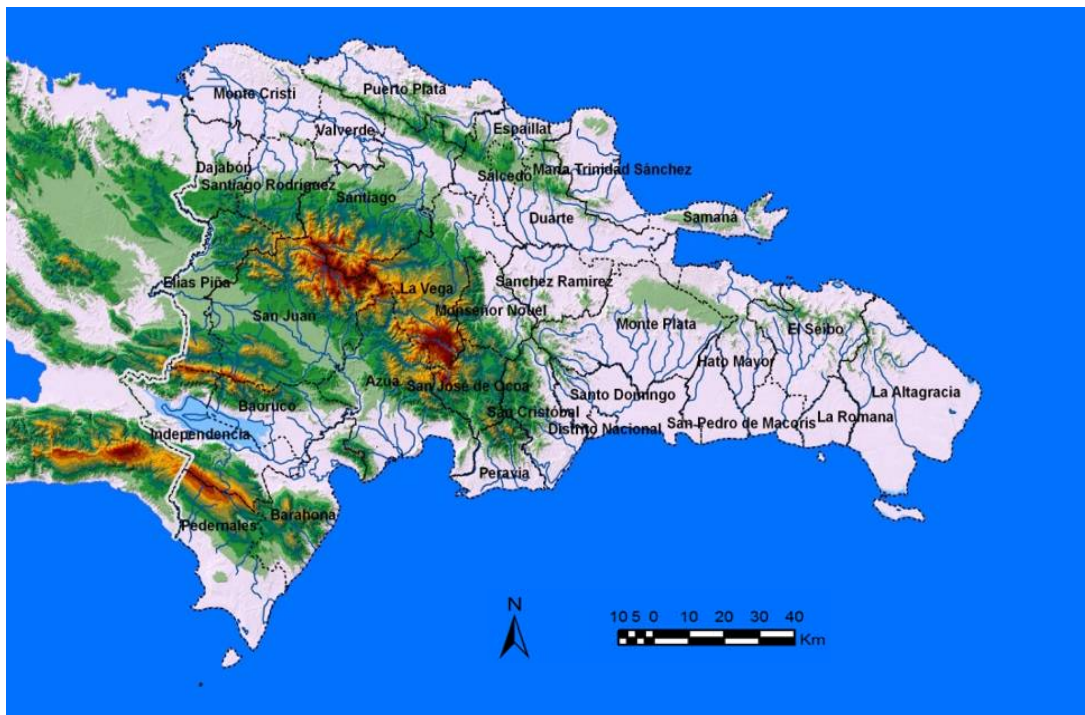 Puerto Plata
Monte Cristi
Valverde
Espaillat
Dajabón
Salcedo
María Trinidad Sánchez
Santiago Rodríguez
Santiago
Duarte
Samaná
Elías Piña
La Vega
Sanchez Ramírez
San Juan
Monseñor Nouel
Monte Plata
El Seibo
Hato Mayor
Azua
San José de Ocoa
Santo Domingo
La Altagracia
Baoruco
San Cristóbal
La Romana
Independencia
Distrito Nacional
San Pedro de Macorís
Peravia
Barahona
Pedernales
N
10 5 0 10 20 30 40
Km